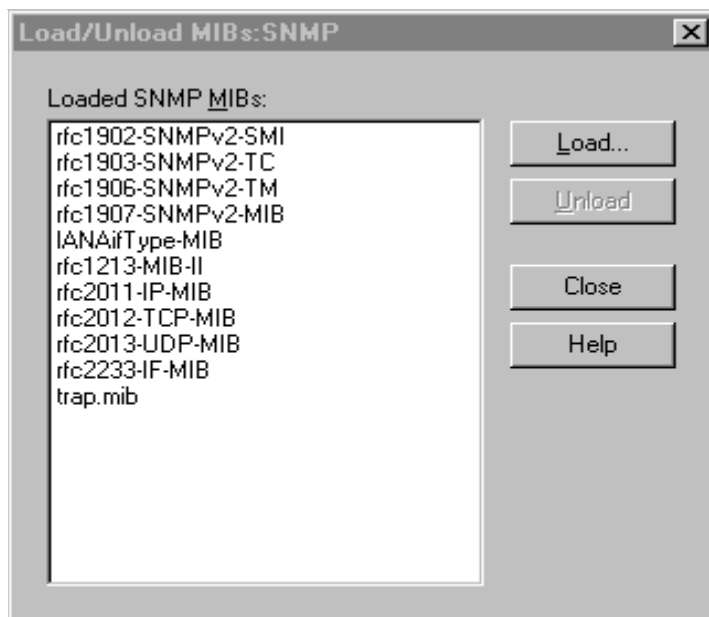 Load/Unload MIBs:SNMP
Loaded SNMP MIBs:
rfc1902-SNMPv2-SMI
rfc1903-SNMPv2-TC
rfc1906-SNMPv2-TM
rfc1907-SNMPv2-MIB
IANAifType-MIB
rfc1213-MIB-II
rfc2011-IP-MIB
rfc2012-TCP-MIB
rfc2013-UDP-MIB
rfc2233-IF-MIB
trap.mib
Load...
Unload
Close
Help